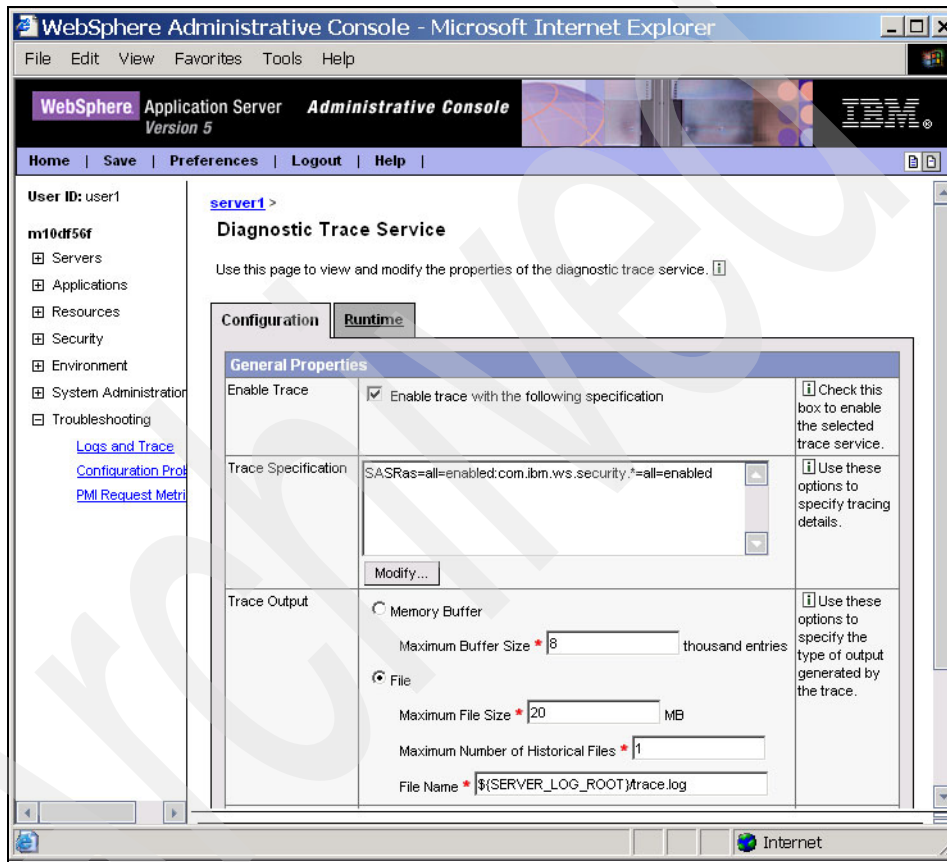 WebSphere Administrative Console - Microsoft Internet Explorer
File Edit View Favorites Tools Help
WebSphere Application Server Administrative Console
Version 5
IBM®
Home | Save | Preferences | Logout | Help |
User ID: user1
m10df56f
Servers
Applications
Resources
Security
Environment
System Administration
Troubleshooting
Logs and Trace
Configuration Prob
PMI Request Metri
server1 >
Diagnostic Trace Service
Use this page to view and modify the properties of the diagnostic trace service. i
Configuration Runtime
General Properties
Enable Trace
Enable trace with the following specification
i Check this
box to enable
the selected
trace service.
Trace Specification
SASRas=all=enabled:com.ibm.ws.security.*=all=enabled
Modify...
i Use these
options to
specify tracing
details.
Trace Output
Memory Buffer
Maximum Buffer Size * 8 thousand entries
File
Maximum File Size * 20 MB
Maximum Number of Historical Files * 1
File Name * ${SERVER_LOG_ROOT}/trace.log
i Use these
options to
specify the
type of output
generated by
the trace.
Internet
Archived